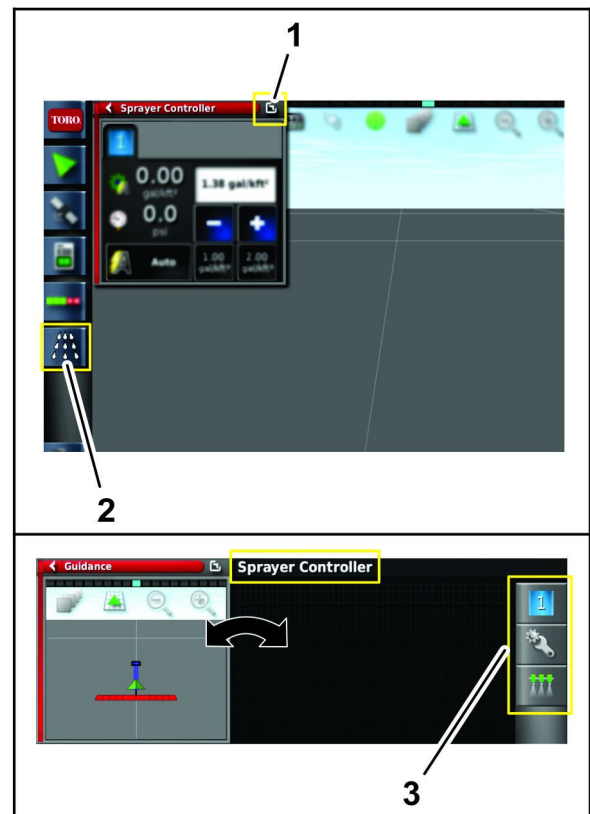 1
TORO.
Sprayer Controller
1
0.00
gal/kft²
1.38 gal/kft²
0.0
psi
Auto
1.00
gal/kft²
2.00
gal/kft²
2
Guidance
Sprayer Controller
1
3